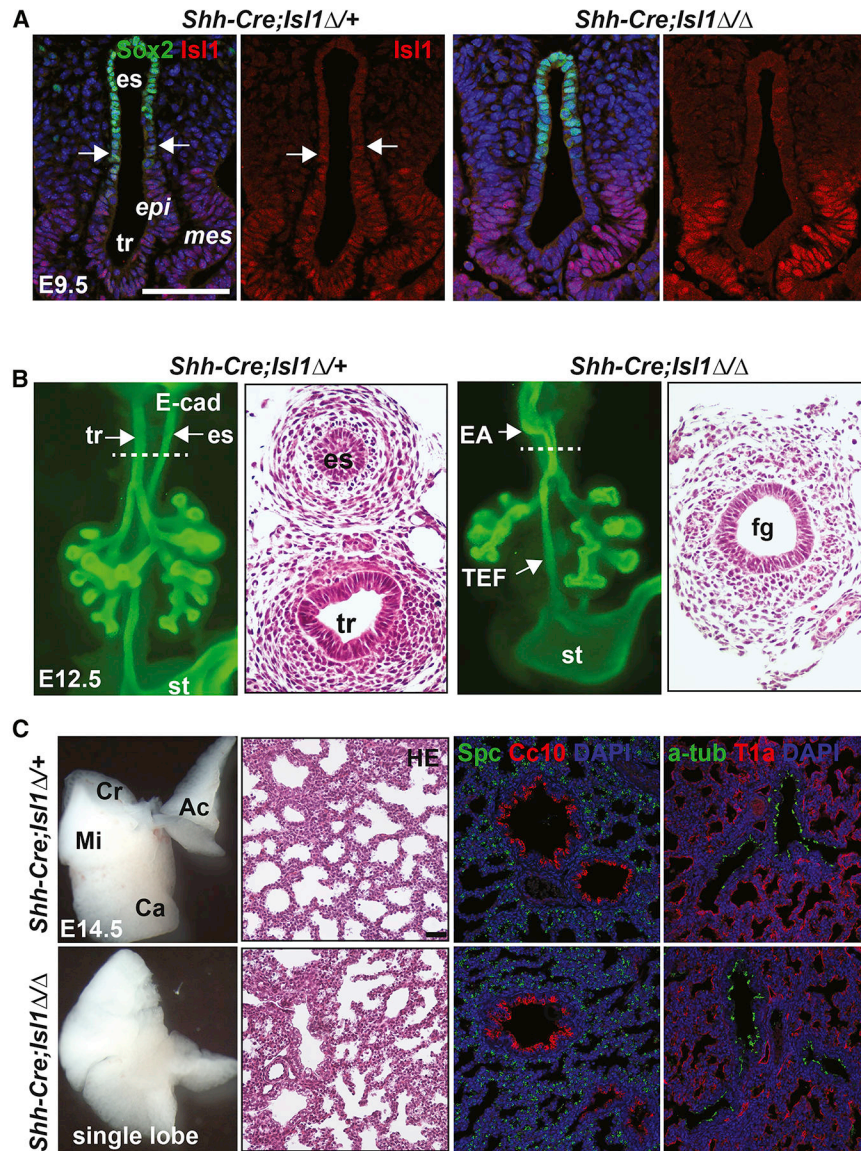 A
Shh-Cre;Isl1Δ/+
Shh-Cre;Isl1Δ/Δ
Sox2 Isl1
Isl1
es
epi
mes
tr
E9.5
B
Shh-Cre;Isl1Δ/+
Shh-Cre;Isl1Δ/Δ
E-cad
tr
es
es
tr
st
E12.5
EA
TEF
st
fg
C
Shh-Cre;Isl1Δ/+
Cr
Ac
Mi
Ca
E14.5
HE
Spc Cc10 DAPI
a-tub T1a DAPI
Shh-Cre;Isl1Δ/Δ
single lobe